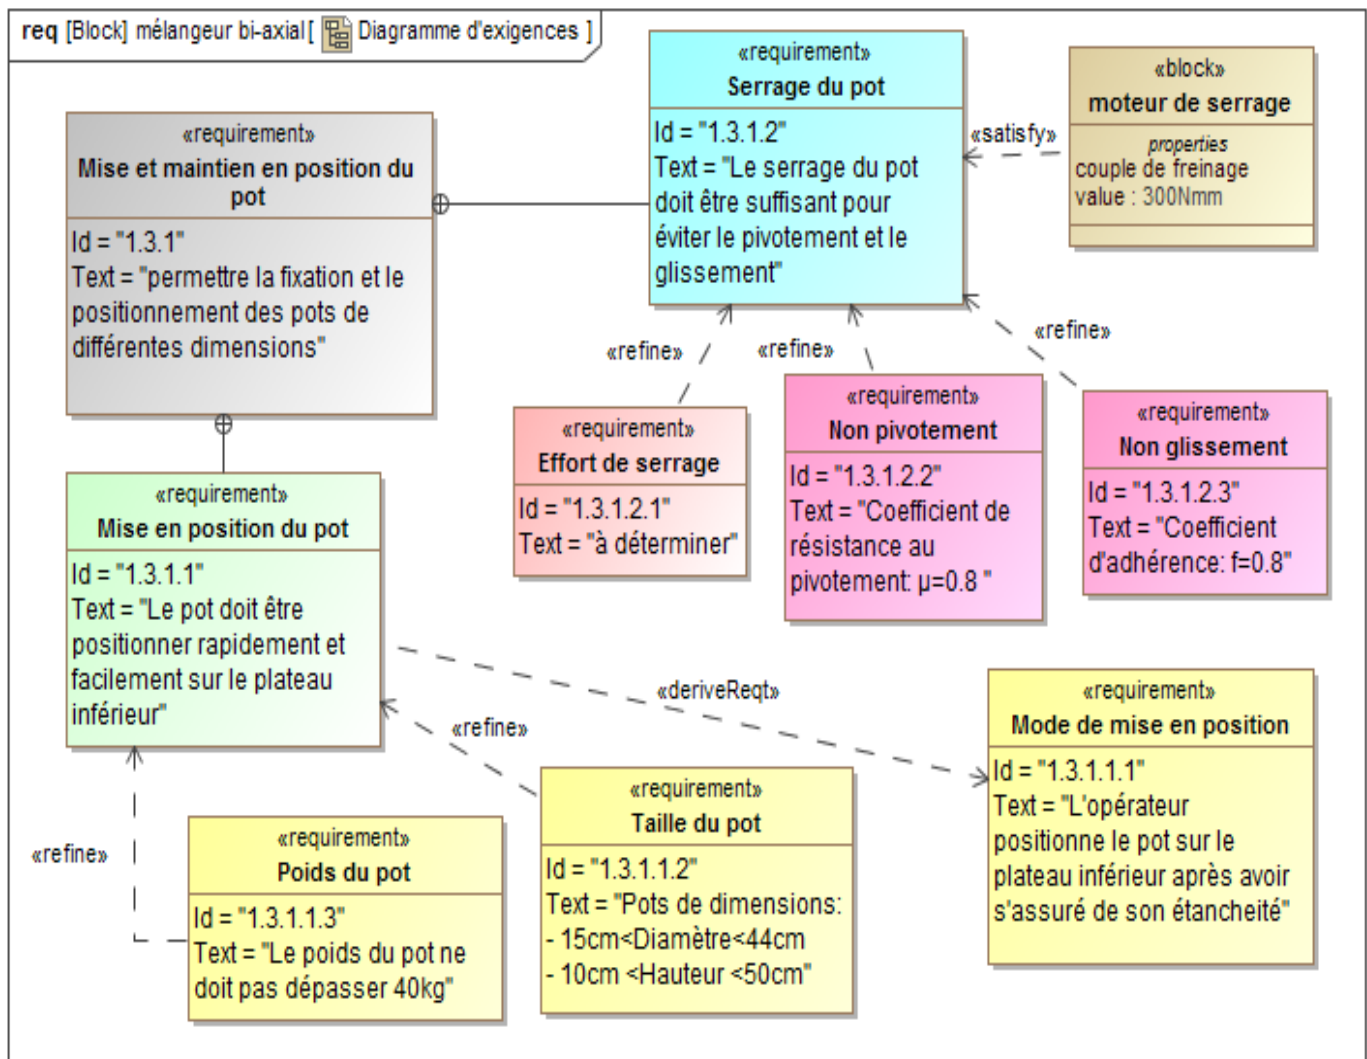 req [Block] mélangeur bi-axial[ Diagramme d'exigences ]
«requirement»
Serrage du pot
Id = "1.3.1.2"
Text = "Le serrage du pot
doit être suffisant pour
éviter le pivotement et le
glissement"
«satisfy»
«block»
moteur de serrage
properties
couple de freinage
value : 300Nmm
«requirement»
Mise et maintien en position du
pot
Id = "1.3.1"
Text = "permettre la fixation et le
positionnement des pots de
différentes dimensions"
«refine»
«refine»
«refine»
«requirement»
Effort de serrage
Id = "1.3.1.2.1"
Text = "à déterminer"
«requirement»
Non pivotement
Id = "1.3.1.2.2"
Text = "Coefficient de
résistance au
pivotement: µ=0.8 "
«requirement»
Non glissement
Id = "1.3.1.2.3"
Text = "Coefficient
d'adhérence: f=0.8"
«requirement»
Mise en position du pot
Id = "1.3.1.1"
Text = "Le pot doit être
positionner rapidement et
facilement sur le plateau
inférieur"
«deriveReqt»
«refine»
«requirement»
Mode de mise en position
Id = "1.3.1.1.1"
Text = "L'opérateur
positionne le pot sur le
plateau inférieur après avoir
s'assuré de son étancheité"
«refine»
«requirement»
Poids du pot
Id = "1.3.1.1.3"
Text = "Le poids du pot ne
doit pas dépasser 40kg"
«requirement»
Taille du pot
Id = "1.3.1.1.2"
Text = "Pots de dimensions:
- 15cm<Diamètre<44cm
- 10cm <Hauteur <50cm"